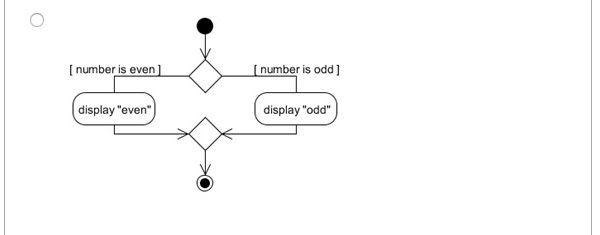 [ number is even ]
[ number is odd ]
display "even"
display "odd"